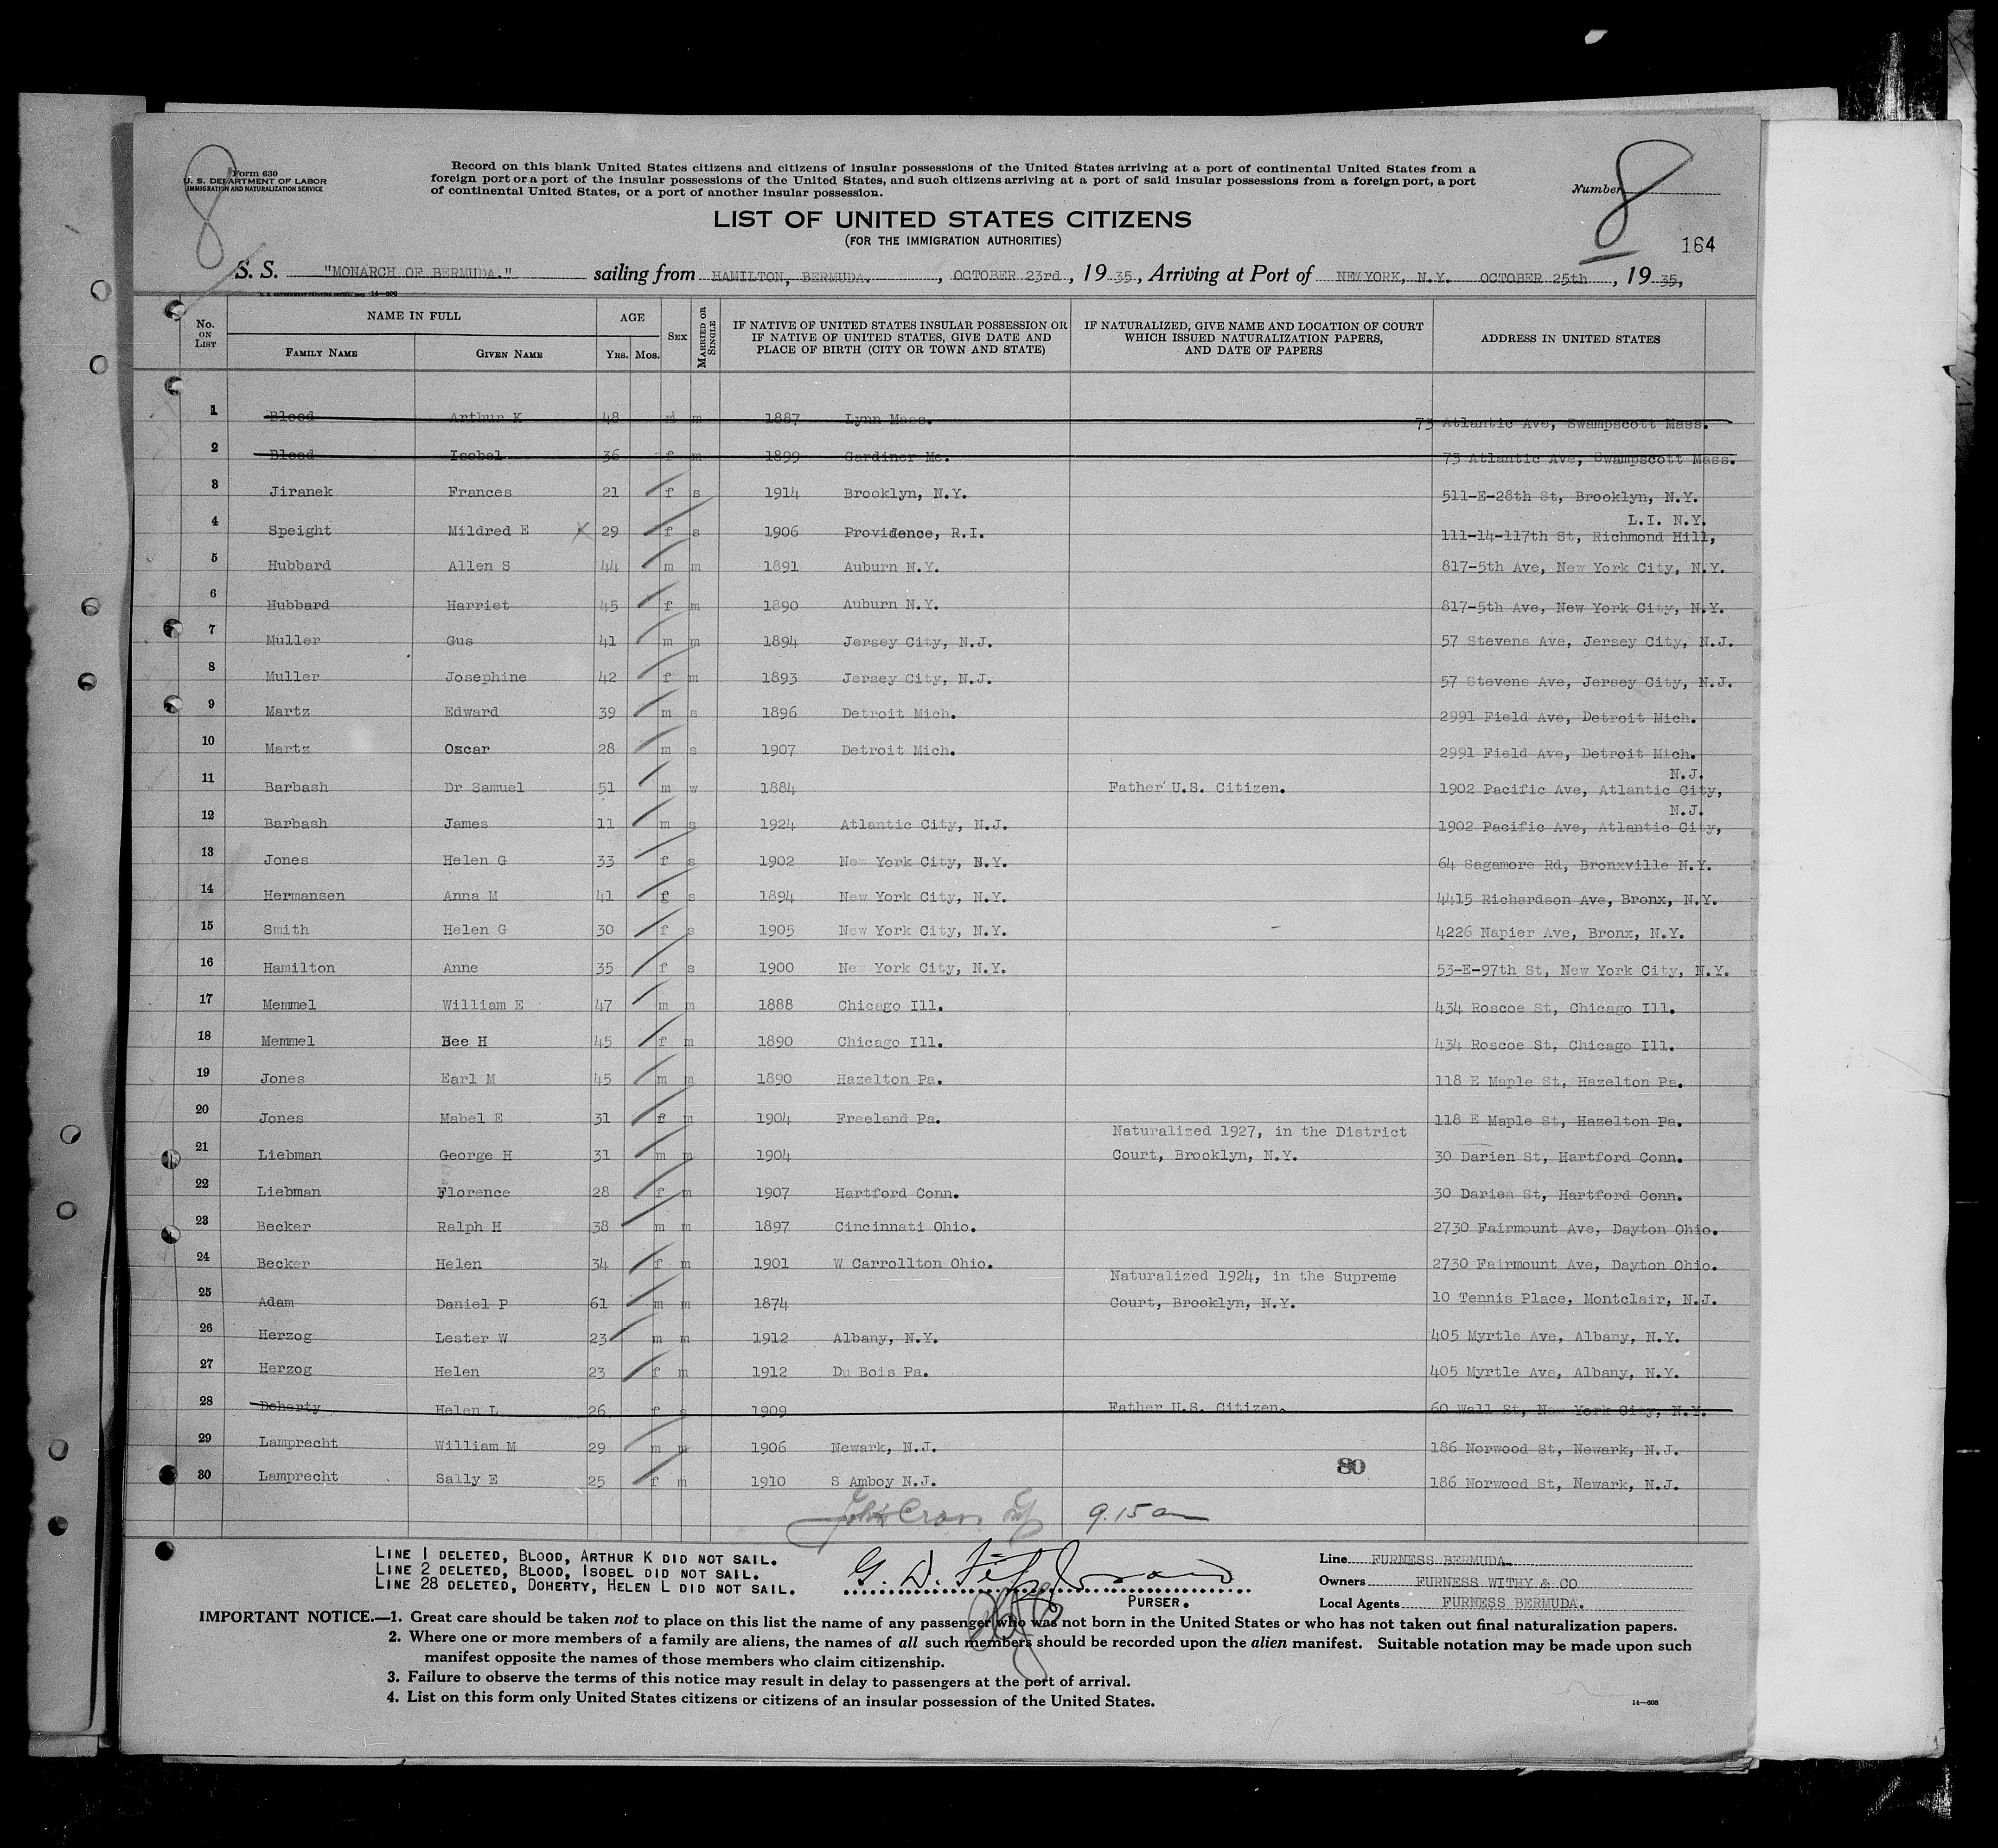 8
Form 630
U. S. DEPARTMENT OF LABOR
IMMIGRATION AND NATURALIZATION SERVICE
Record on this blank United States citizens and citizens of insular possessions of the United States arriving at a port of continental United States from a
foreign port or a port of the insular possessions of the United States, and such citizens arriving at a port of said insular possessions from a foreign port, a port
of continental United States, or a port of another insular possession.
Number 8
LIST OF UNITED STATES CITIZENS
(FOR THE IMMIGRATION AUTHORITIES)
164
S. S. "MONARCH OF BERMUDA." sailing from HAMILTON, BERMUDA. , OCTOBER 23rd , 19 35, Arriving at Port of NEWYORK, N.Y. OCTOBER 25th , 19 35,
14—608
No. ON LIST NAME IN FULL FAMILY NAME GIVEN NAME AGE YRS. MOS. SEX MARRIED OR SINGLE IF NATIVE OF UNITED STATES INSULAR POSSESSION OR IF NATIVE OF UNITED STATES, GIVE DATE AND PLACE OF BIRTH (CITY OR TOWN AND STATE) IF NATURALIZED, GIVE NAME AND LOCATION OF COURT WHICH ISSUED NATURALIZATION PAPERS, AND DATE OF PAPERS ADDRESS IN UNITED STATES
1 Blood Arthur K 48 m m 1887 Lynn Mass. 73 Atlantic Ave, Swampscott Mass.
2 Blood Isobel 36 f m 1899 Gardiner Me. 73 Atlantic Ave, Swampscott Mass.
3 Jiranek Frances 21 f s 1914 Brooklyn, N.Y. 511-E-28th St, Brooklyn, N.Y.
L.I. N.Y.
4 Speight Mildred E X 29 f s 1906 Providence, R.I. 111-14-117th St, Richmond Hill,
5 Hubbard Allen S 44 m m 1891 Auburn N.Y. 817-5th Ave, New York City, N.Y.
6 Hubbard Harriet 45 f m 1890 Auburn N.Y. 817-5th Ave, New York City, N.Y.
7 Muller Gus 41 m m 1894 Jersey City, N.J. 57 Stevens Ave, Jersey City, N.J.
8 Muller Josephine 42 f m 1893 Jersey City, N.J. 57 Stevens Ave, Jersey City, N.J.
9 Martz Edward 39 m s 1896 Detroit Mich. 2991 Field Ave, Detroit Mich.
10 Martz Oscar 28 m s 1907 Detroit Mich. 2991 Field Ave, Detroit Mich.
N.J.
11 Barbash Dr Samuel 51 m w 1884 Father U.S. Citizen. 1902 Pacific Ave, Atlantic City,
N.J.
12 Barbash James 11 m s 1924 Atlantic City, N.J. 1902 Pacific Ave, Atlantic City,
13 Jones Helen G 33 f s 1902 New York City, N.Y. 64 Sagamore Rd, Bronxville N.Y.
14 Hermansen Anna M 41 f s 1894 New York City, N.Y. 4415 Richardson Ave, Bronx, N.Y.
15 Smith Helen G 30 f s 1905 New York City, N.Y. 4226 Napier Ave, Bronx, N.Y.
16 Hamilton Anne 35 f s 1900 New York City, N.Y. 53-E-97th St, New York City, N.Y.
17 Memmel William E 47 m m 1888 Chicago Ill. 434 Roscoe St, Chicago Ill.
18 Memmel Bee H 45 f m 1890 Chicago Ill. 434 Roscoe St, Chicago Ill.
19 Jones Earl M 45 m m 1890 Hazelton Pa. 118 E Maple St, Hazelton Pa.
20 Jones Mabel E 31 f m 1904 Freeland Pa. 118 E Maple St, Hazelton Pa.
Naturalized 1927, in the District
21 Liebman George H 31 m m 1904 Court, Brooklyn, N.Y. 30 Darien St, Hartford Conn.
22 Liebman Florence 28 f m 1907 Hartford Conn. 30 Darien St, Hartford Conn.
23 Becker Ralph H 38 m m 1897 Cincinnati Ohio. 2730 Fairmount Ave, Dayton Ohio.
24 Becker Helen 34 f m 1901 W Carrollton Ohio. 2730 Fairmount Ave, Dayton Ohio.
Naturalized 1924, in the Supreme
25 Adam Daniel P 61 m m 1874 Court, Brooklyn, N.Y. 10 Tennis Place, Montclair, N.J.
26 Herzog Lester W 23 m m 1912 Albany, N.Y. 405 Myrtle Ave, Albany, N.Y.
27 Herzog Helen 23 f m 1912 Du Bois Pa. 405 Myrtle Ave, Albany, N.Y.
28 Doherty Helen L 26 f s 1909 Father U.S. Citizen. 60 Wall St, New York City, N.Y.
29 Lamprecht William M 29 m m 1906 Newark, N.J. 186 Norwood St, Newark, N.J.
30 Lamprecht Sally E 25 f m 1910 S Amboy N.J. 80 186 Norwood St, Newark, N.J.
9.15 am
LINE 1 DELETED, BLOOD, ARTHUR K DID NOT SAIL.
LINE 2 DELETED, BLOOD, ISOBEL DID NOT SAIL.
LINE 28 DELETED, DOHERTY, HELEN L DID NOT SAIL.
G. D.
PURSER.
Line FURNESS BERMUDA.
Owners FURNESS WITHY & CO
Local Agents FURNESS BERMUDA.
IMPORTANT NOTICE.—1. Great care should be taken not to place on this list the name of any passenger who was not born in the United States or who has not taken out final naturalization papers.
2. Where one or more members of a family are aliens, the names of all such members should be recorded upon the alien manifest. Suitable notation may be made upon such
manifest opposite the names of those members who claim citizenship.
3. Failure to observe the terms of this notice may result in delay to passengers at the port of arrival.
4. List on this form only United States citizens or citizens of an insular possession of the United States.
14—608